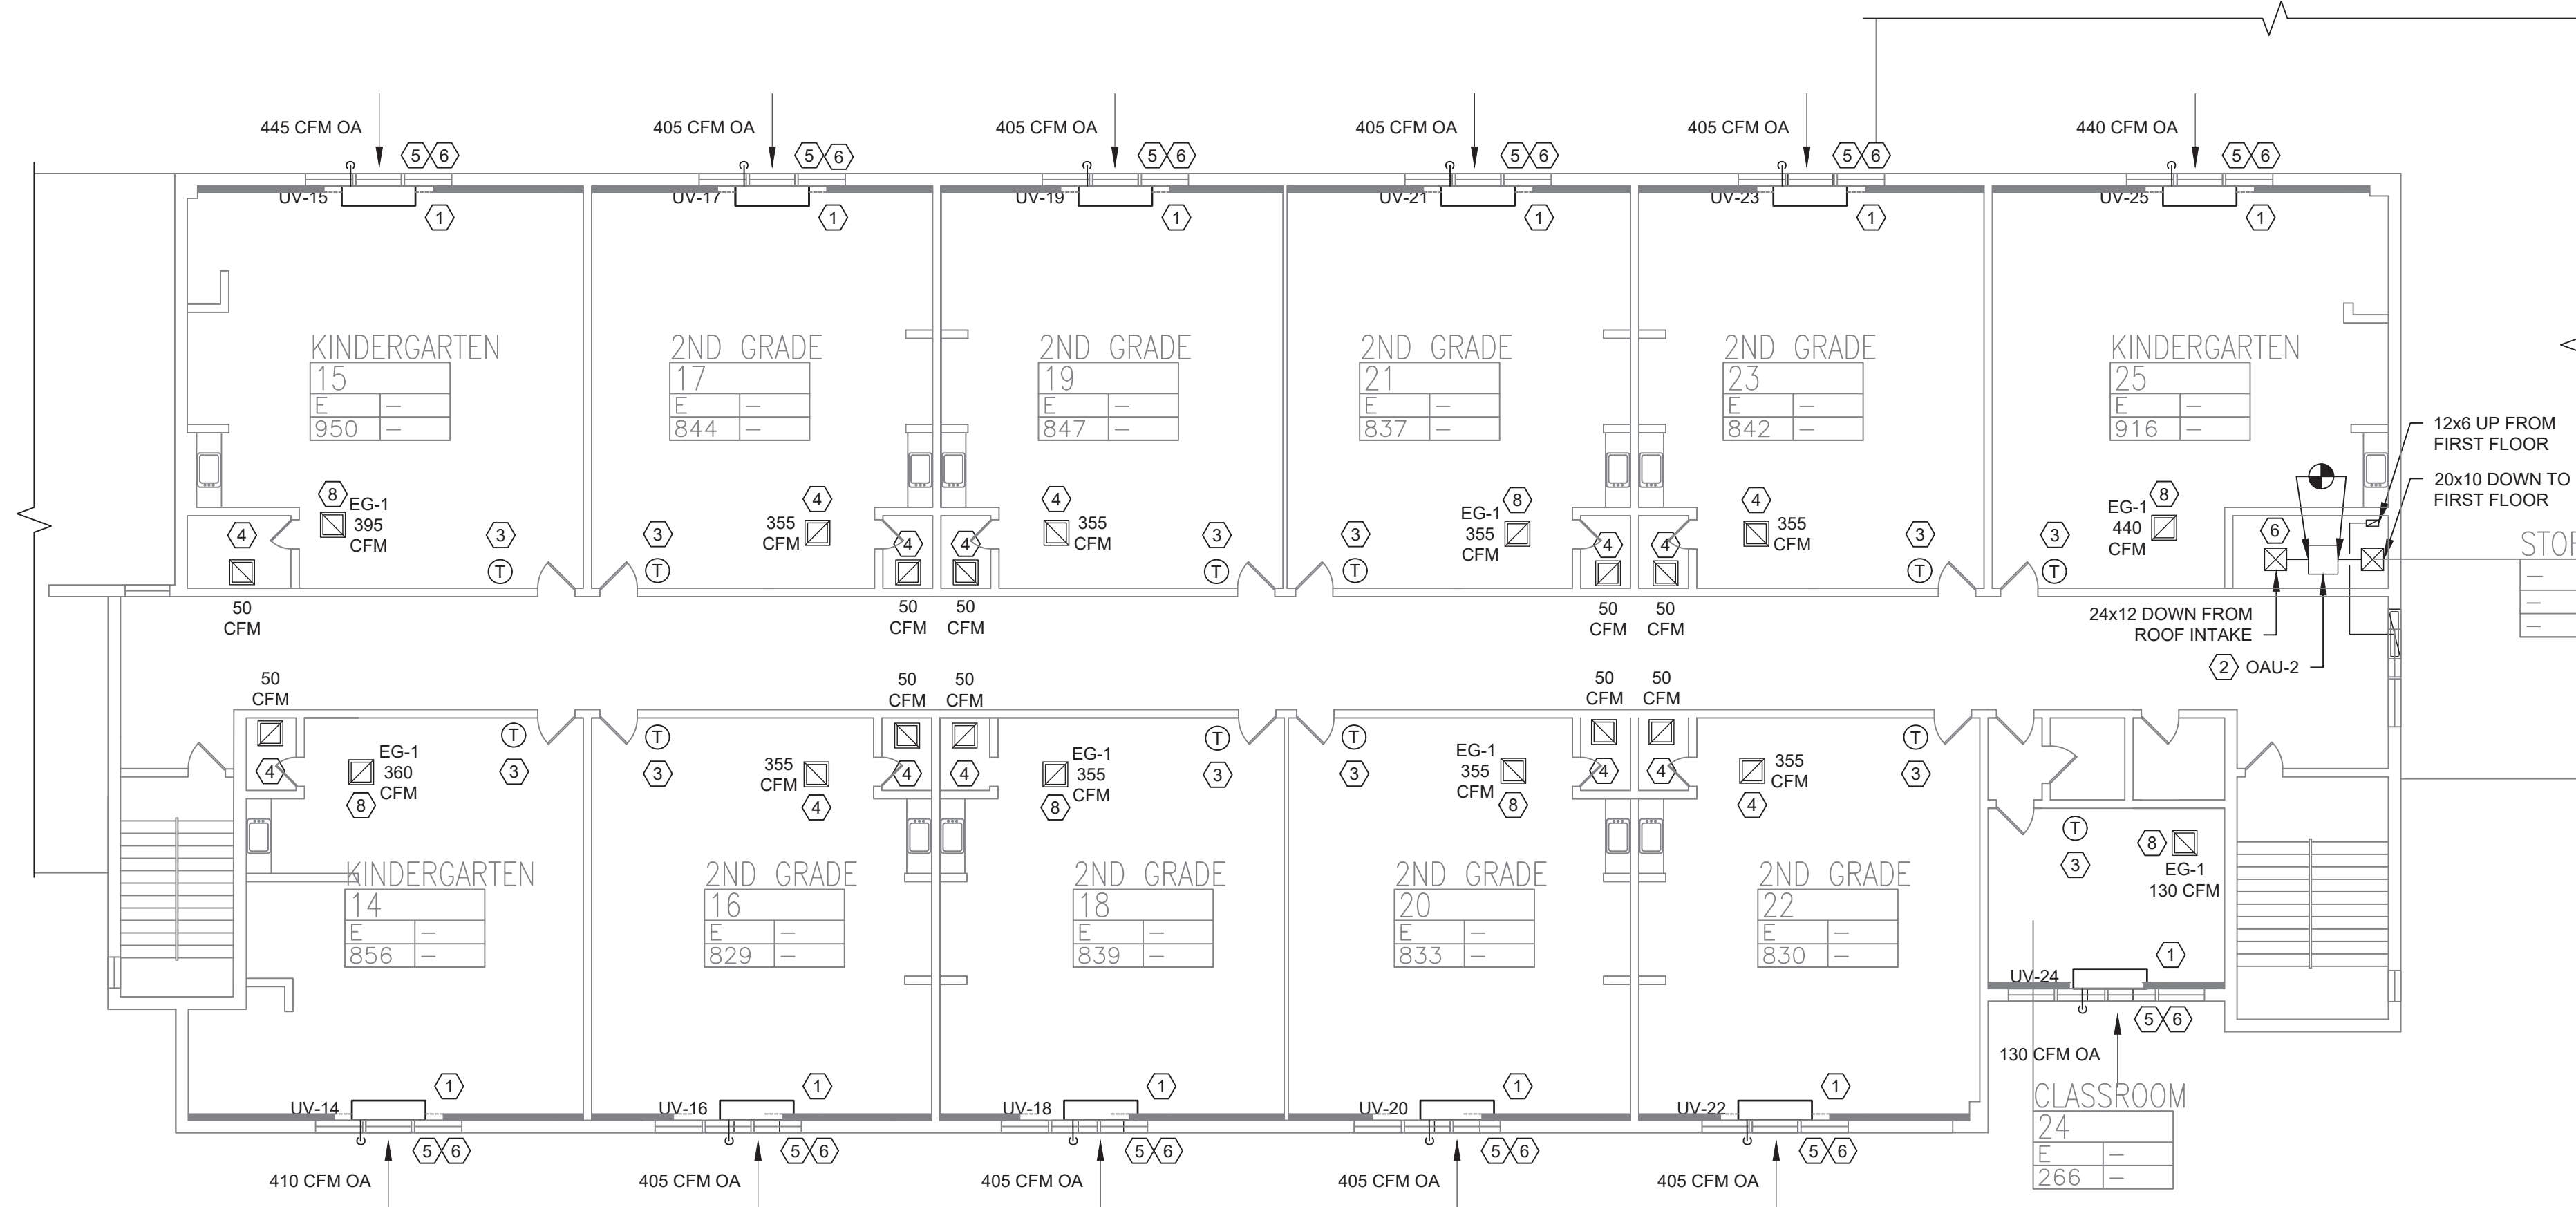 445 CFM OA
405 CFM OA
405 CFM OA
405 CFM OA
405 CFM OA
440 CFM OA
5 6
5 6
5 6
5 6
5 6
5 6
UV-15
1
UV-17
1
UV-19
1
UV-21
1
UV-23
1
UV-25
1
KINDERGARTEN
15
E –
950 –
2ND GRADE
17
E –
844 –
2ND GRADE
19
E –
847 –
2ND GRADE
21
E –
837 –
2ND GRADE
23
E –
842 –
KINDERGARTEN
25
E –
916 –
12x6 UP FROM
FIRST FLOOR
20x10 DOWN TO
FIRST FLOOR
4
8
EG-1
395
CFM
3
T
3
T
4
355
CFM
4
4
4
355
CFM
3
T
3
T
8
EG-1
355
CFM
4
4
4
355
CFM
3
T
3
T
8
EG-1
440
CFM
6
STOR
–
–
–
50
CFM
50
CFM
50
CFM
50
CFM
50
CFM
24x12 DOWN FROM
ROOF INTAKE
2 OAU-2
50
CFM
50
CFM
50
CFM
50
CFM
50
CFM
4
EG-1
360
CFM
8
T
3
T
3
355
CFM
4
4
4
EG-1
355
CFM
8
T
3
T
3
EG-1
355
CFM
8
4
4
355
CFM
4
T
3
T
3
8
EG-1
130 CFM
KINDERGARTEN
14
E –
856 –
2ND GRADE
16
E –
829 –
2ND GRADE
18
E –
839 –
2ND GRADE
20
E –
833 –
2ND GRADE
22
E –
830 –
UV-24
1
5 6
130 CFM OA
CLASSROOM
24
E –
266 –
UV-14
1
UV-16
1
UV-18
1
UV-20
1
UV-22
1
5 6
5 6
5 6
5 6
5 6
410 CFM OA
405 CFM OA
405 CFM OA
405 CFM OA
405 CFM OA